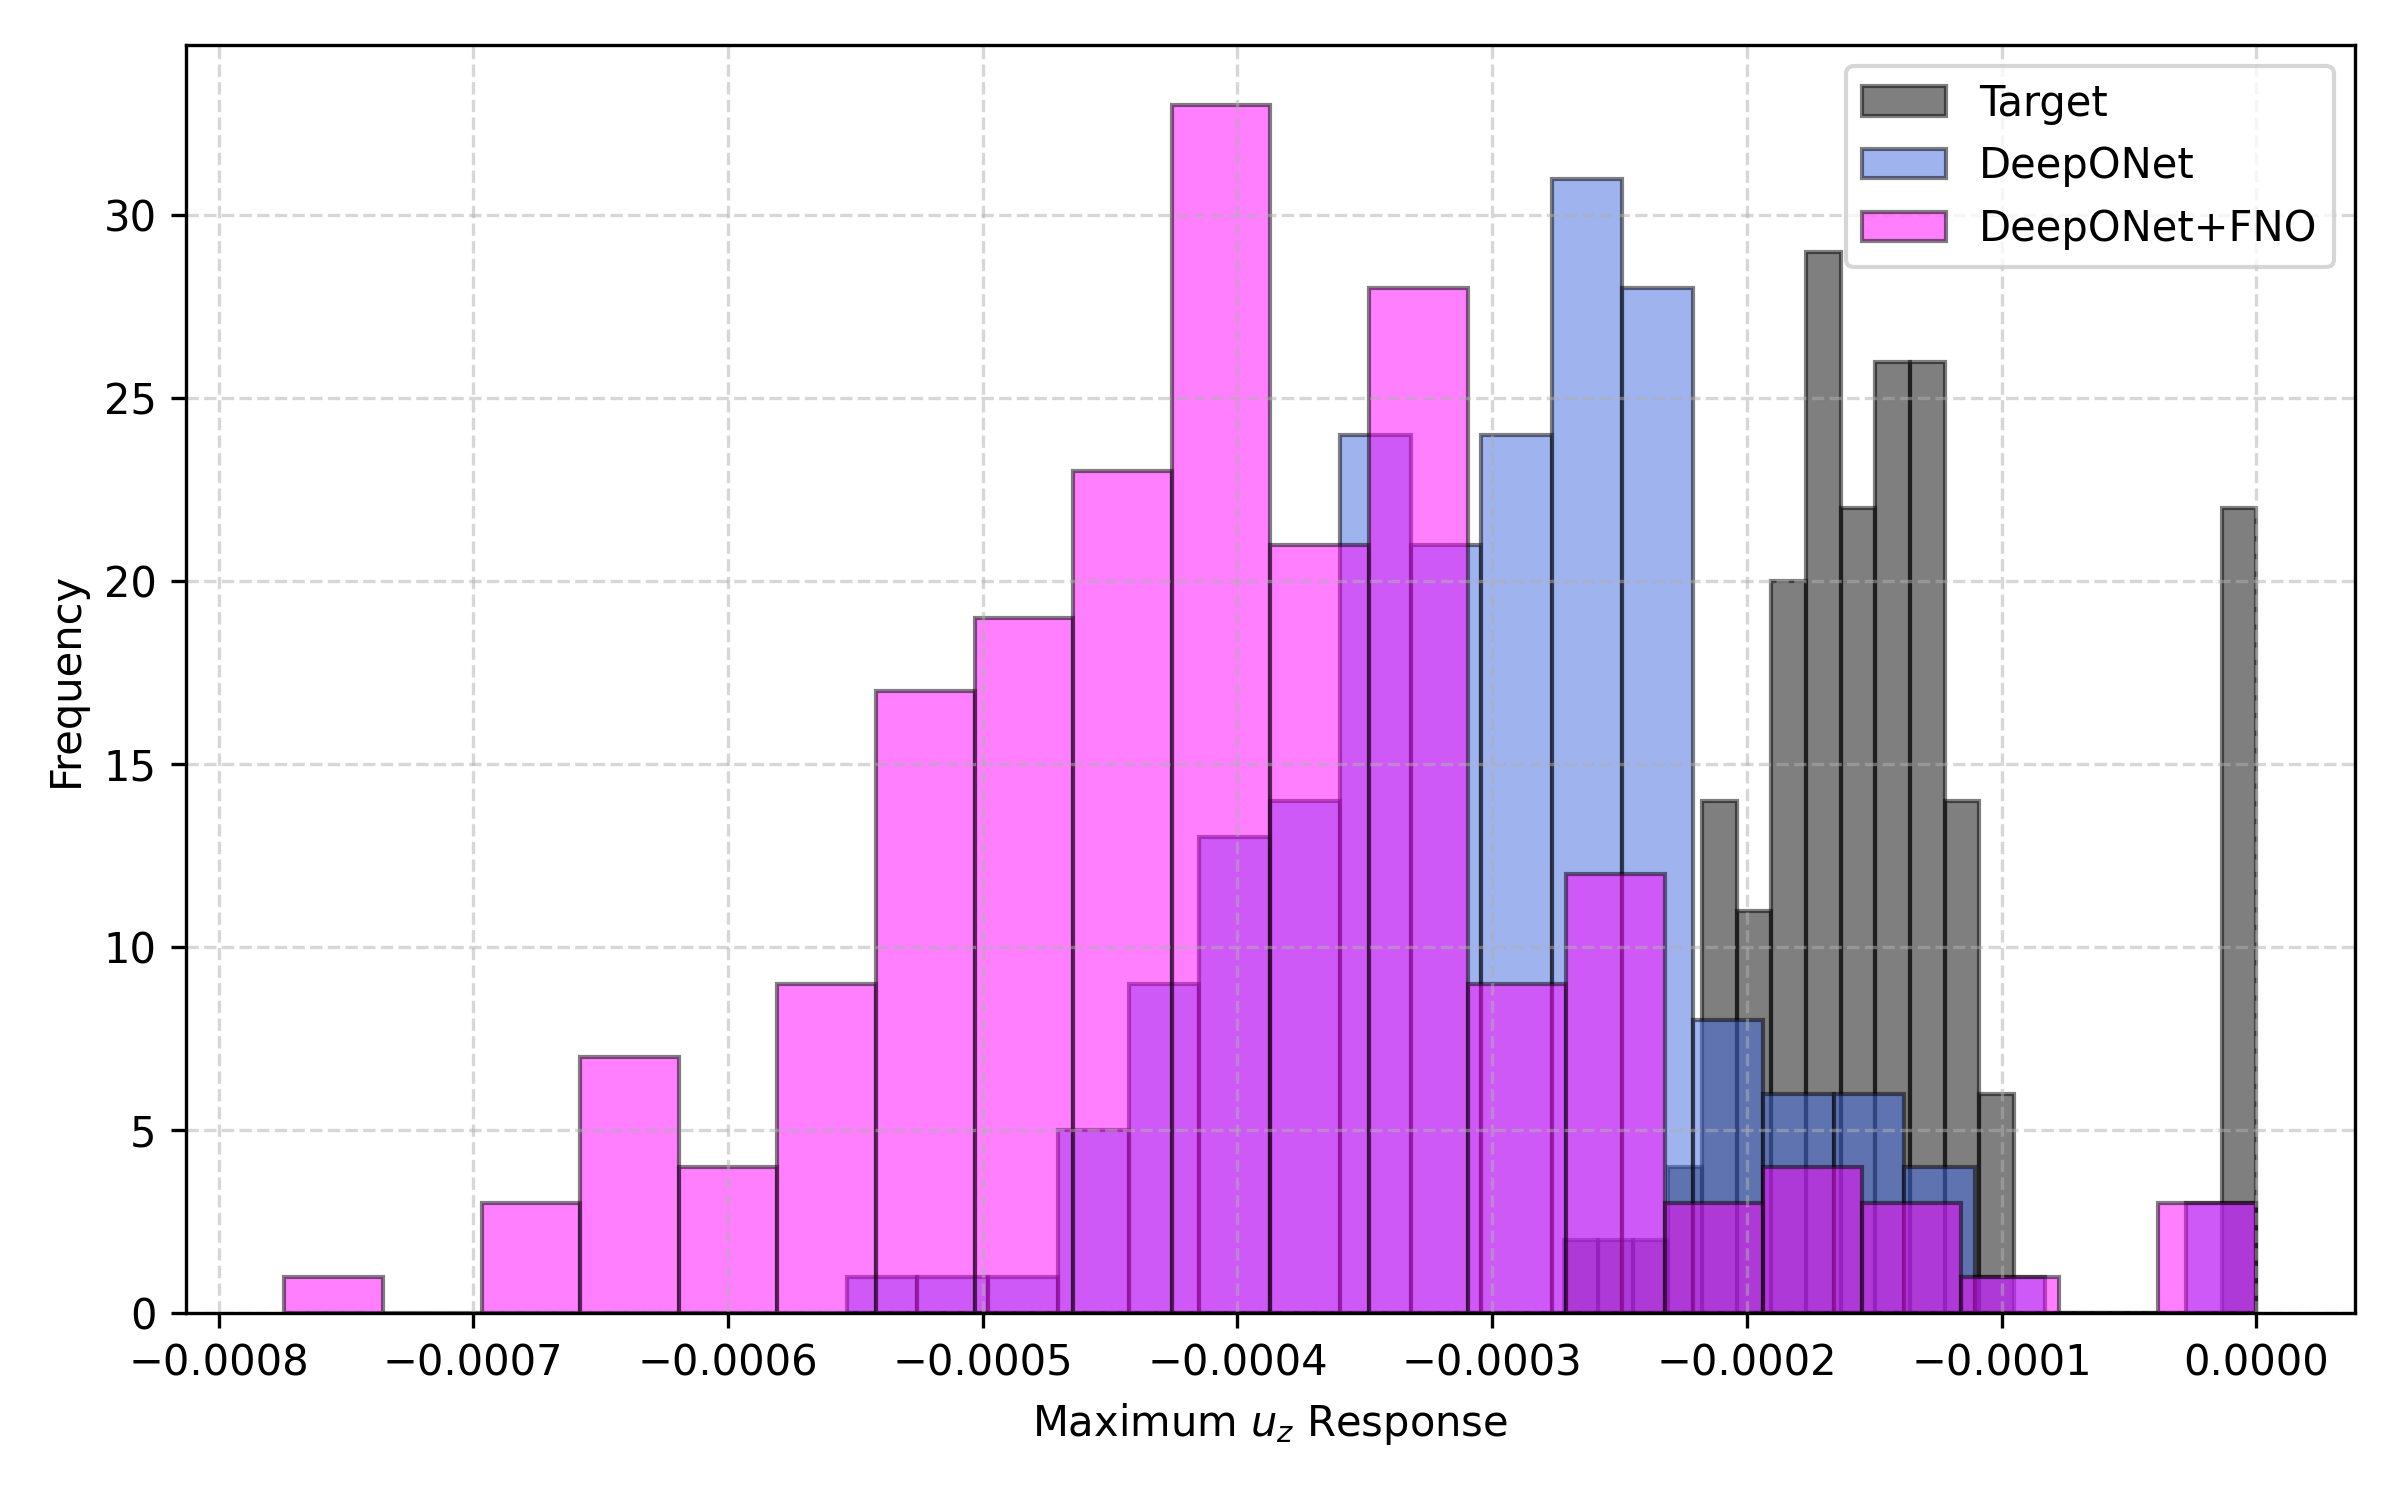 Target
DeepONet
DeepONet+FNO
Frequency
30
25
20
15
10
5
0
−0.0008 −0.0007 −0.0006 −0.0005 −0.0004 −0.0003 −0.0002 −0.0001 0.0000
Maximum u_z Response